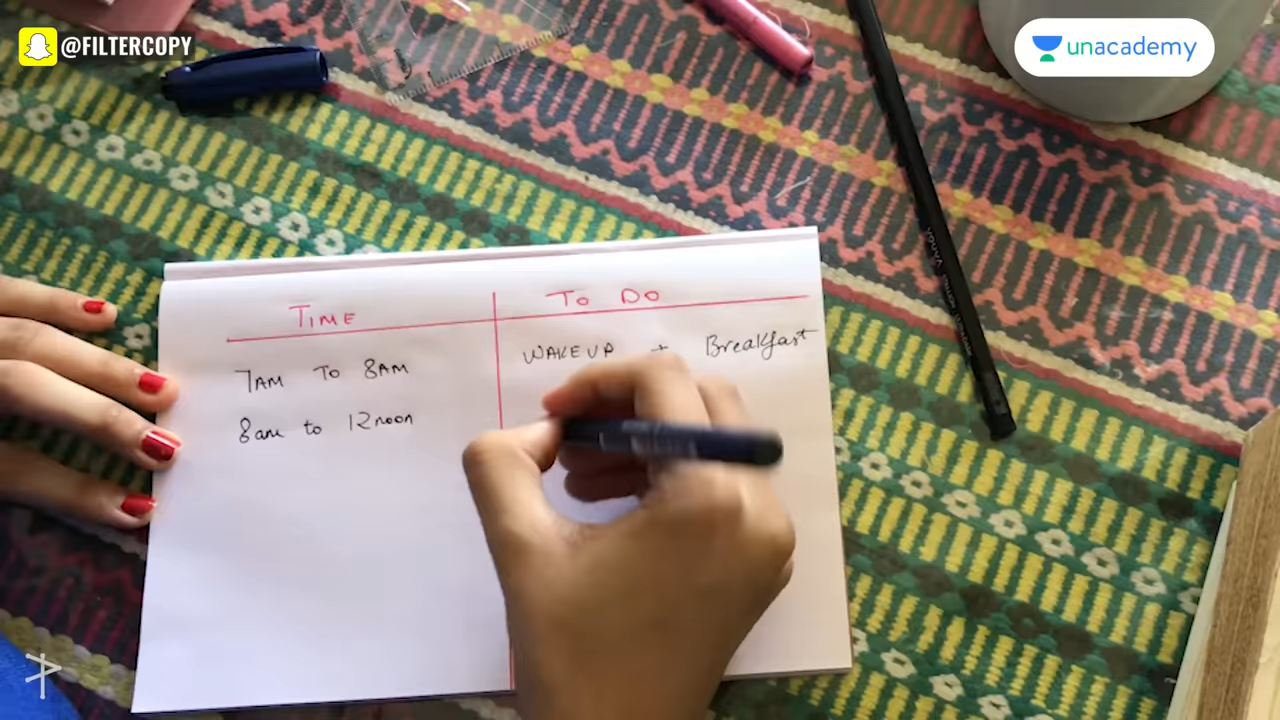 @FILTERCOPY
unacademy
TIME TO DO
7AM TO 8AM WAKEUP + Breakfast
8am to 12noon